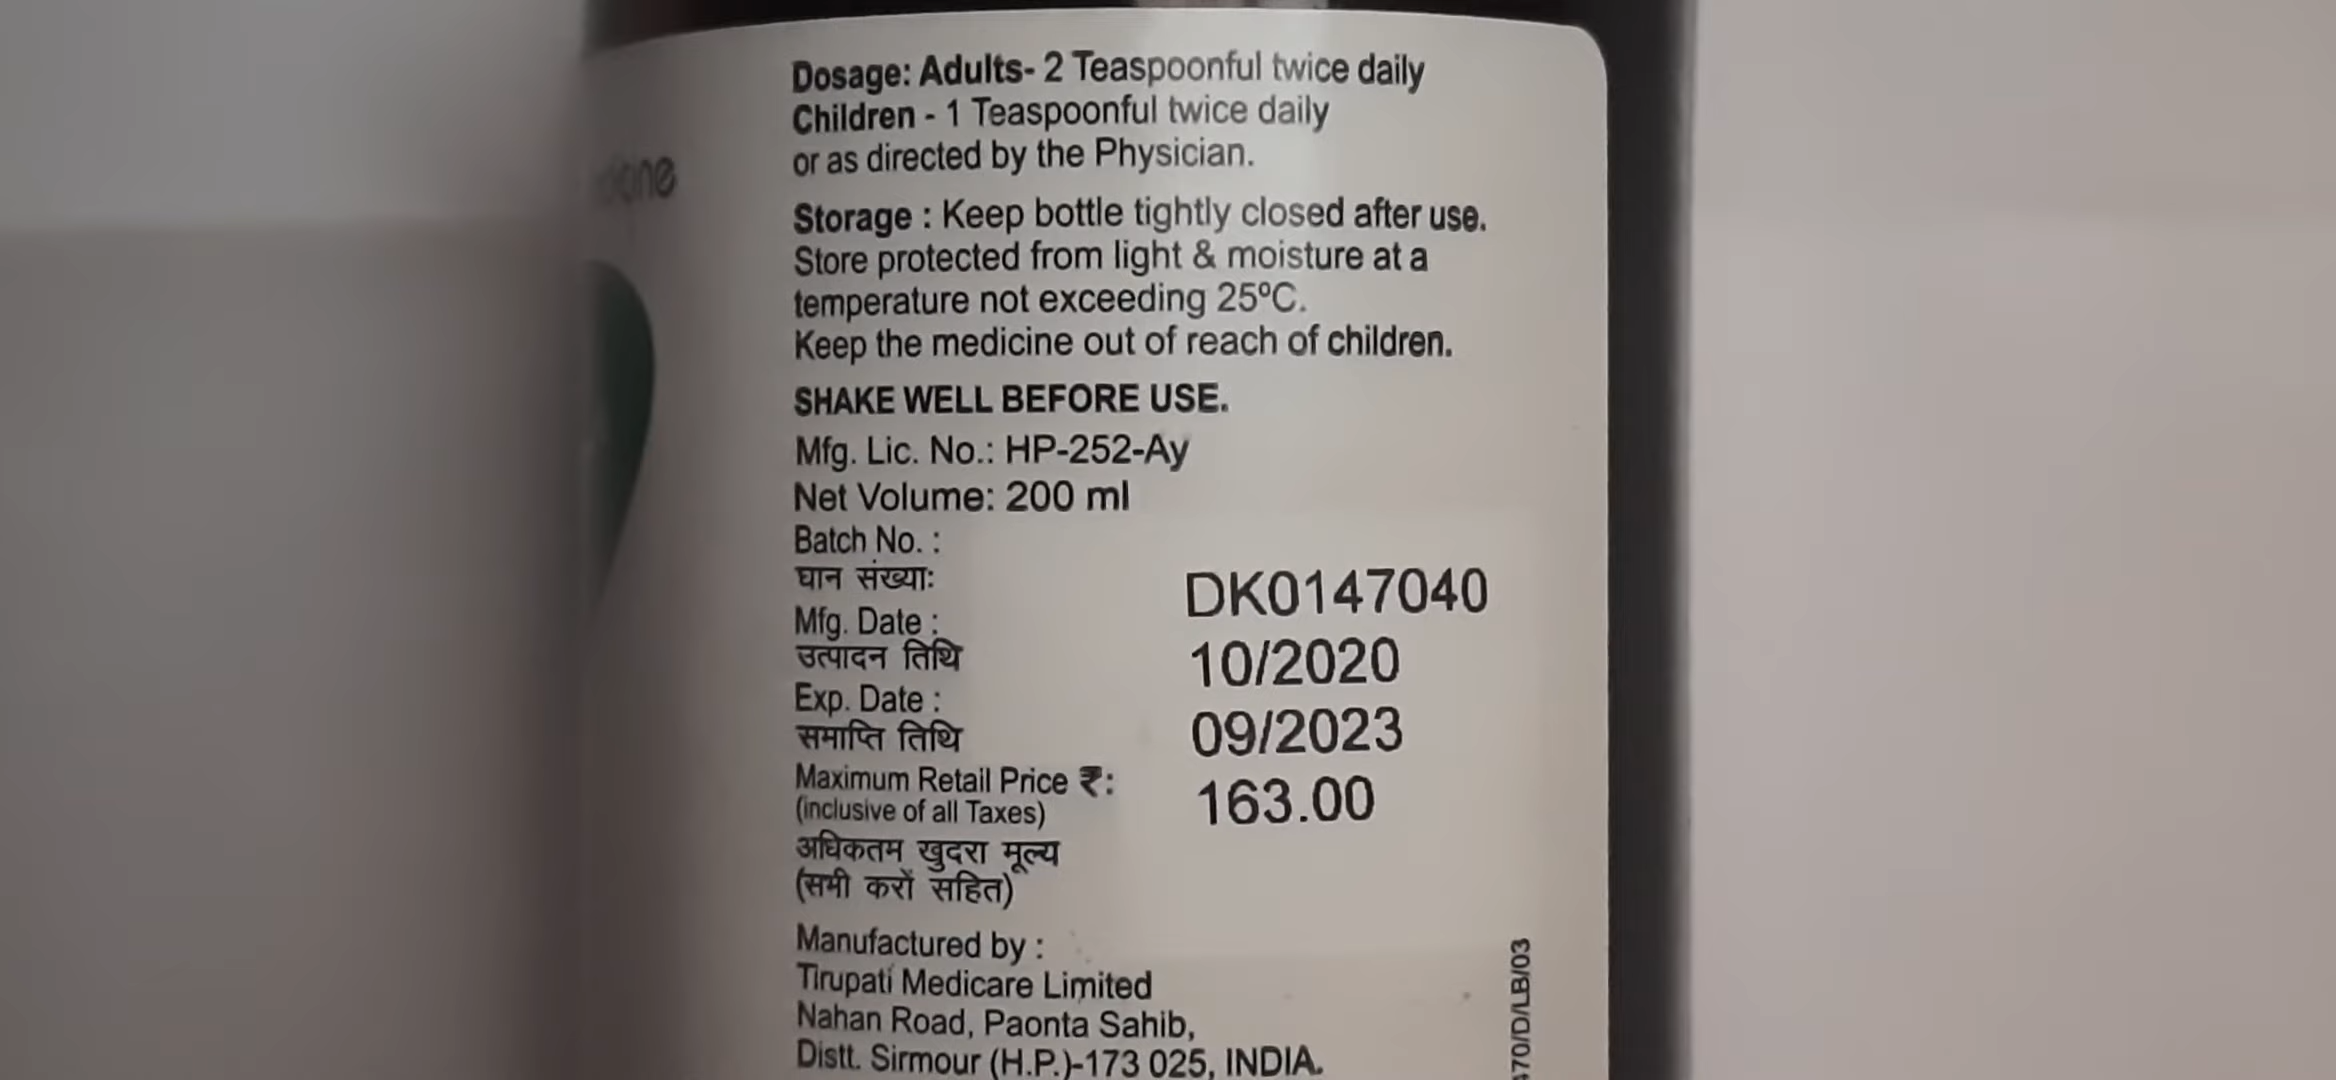 Dosage: Adults- 2 Teaspoonful twice daily
Children - 1 Teaspoonful twice daily
or as directed by the Physician.
Storage : Keep bottle tightly closed after use.
Store protected from light & moisture at a
temperature not exceeding 25ºC.
Keep the medicine out of reach of children.
SHAKE WELL BEFORE USE.
Mfg. Lic. No.: HP-252-Ay
Net Volume: 200 ml
Batch No. :
घान संख्याः DK0147040
Mfg. Date :
उत्पादन तिथि 10/2020
Exp. Date :
समाप्ति तिथि 09/2023
Maximum Retail Price ₹: 163.00
(inclusive of all Taxes)
अधिकतम खुदरा मूल्य
(सभी करों सहित)
Manufactured by :
Tirupati Medicare Limited
Nahan Road, Paonta Sahib,
Distt. Sirmour (H.P.)-173 025, INDIA.